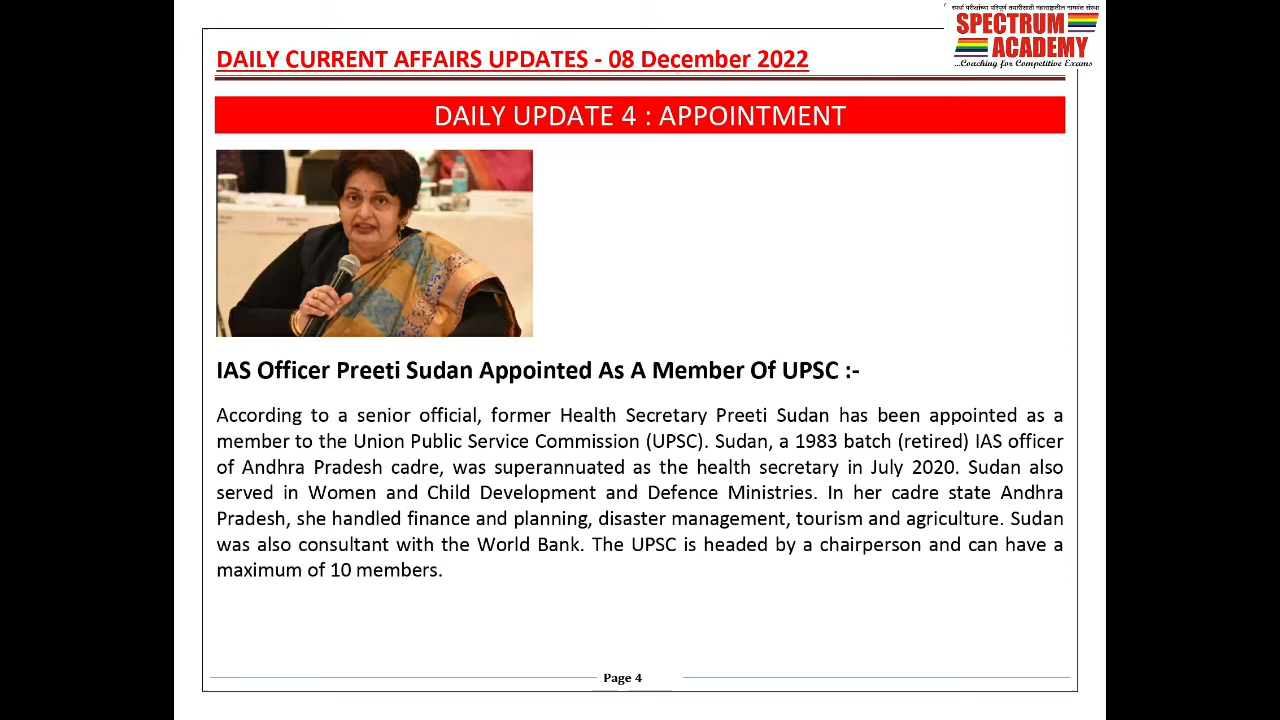 स्पर्धा परीक्षांच्या परिपूर्ण तयारीसाठी महाराष्ट्रातील नामवंत संस्था
SPECTRUM
ACADEMY
...Coaching for Competitive Exams
DAILY CURRENT AFFAIRS UPDATES - 08 December 2022
DAILY UPDATE 4 : APPOINTMENT
IAS Officer Preeti Sudan Appointed As A Member Of UPSC :-
According to a senior official, former Health Secretary Preeti Sudan has been appointed as a
member to the Union Public Service Commission (UPSC). Sudan, a 1983 batch (retired) IAS officer
of Andhra Pradesh cadre, was superannuated as the health secretary in July 2020. Sudan also
served in Women and Child Development and Defence Ministries. In her cadre state Andhra
Pradesh, she handled finance and planning, disaster management, tourism and agriculture. Sudan
was also consultant with the World Bank. The UPSC is headed by a chairperson and can have a
maximum of 10 members.
Page 4